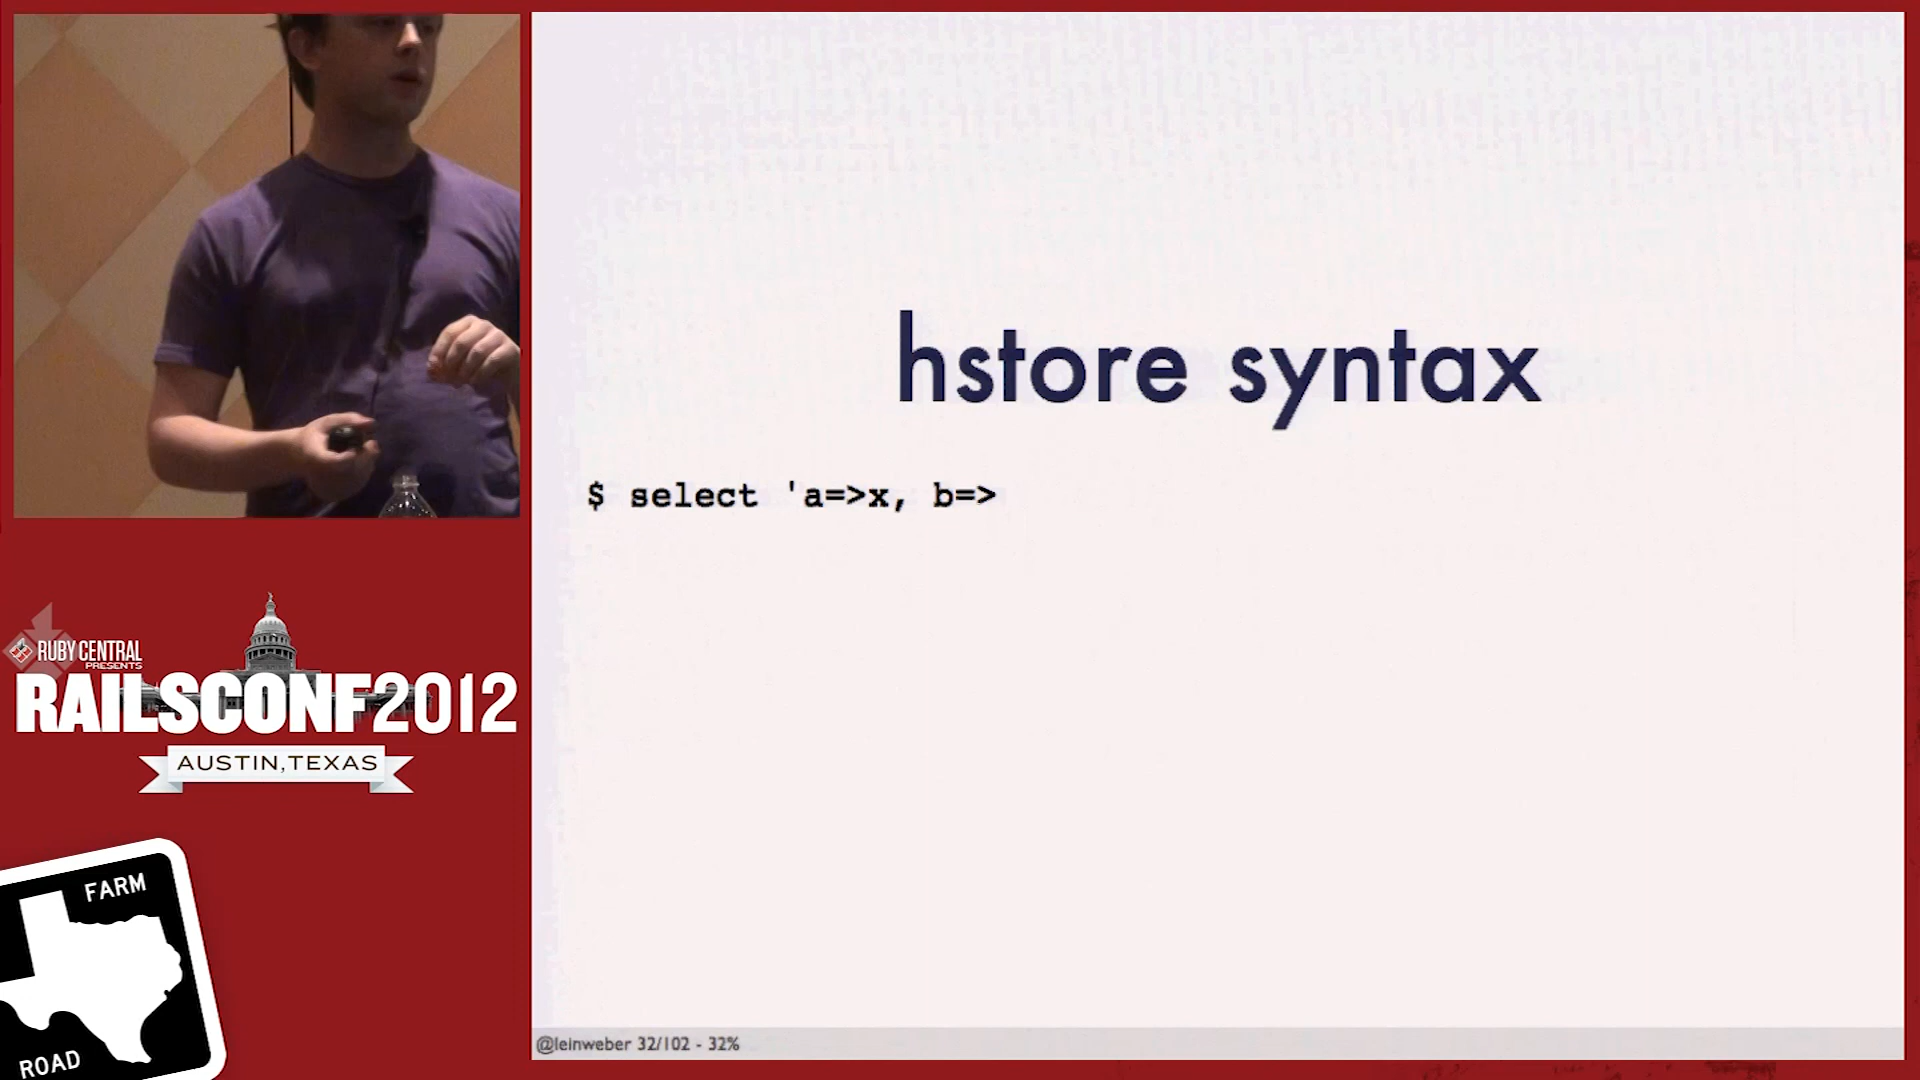 hstore syntax
$ select 'a=>x, b=>
@leinweber 32/102 - 32%
RUBY CENTRAL
PRESENTS
RAILSCONF2012
AUSTIN, TEXAS
FARM
ROAD